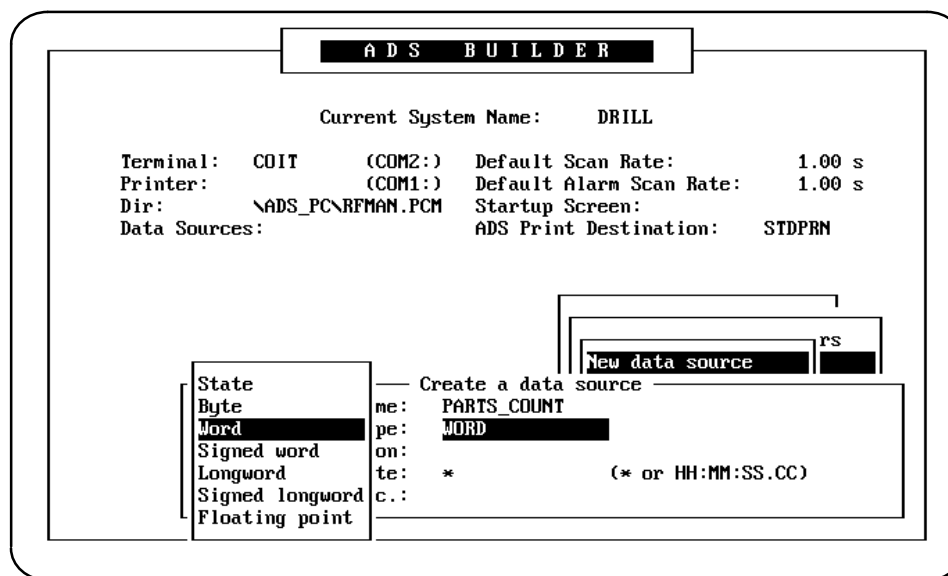 ADS BUILDER
Current System Name: DRILL
Terminal: COIT (COM2:) Default Scan Rate: 1.00 s
Printer: (COM1:) Default Alarm Scan Rate: 1.00 s
Dir: \ADS_PC\RFMAN.PCM Startup Screen:
Data Sources: ADS Print Destination: STDPRN
rs
New data source
State Create a data source
Byte me: PARTS_COUNT
Word pe: WORD
Signed word on:
Longword te: * (* or HH:MM:SS.CC)
Signed longword c.:
Floating point